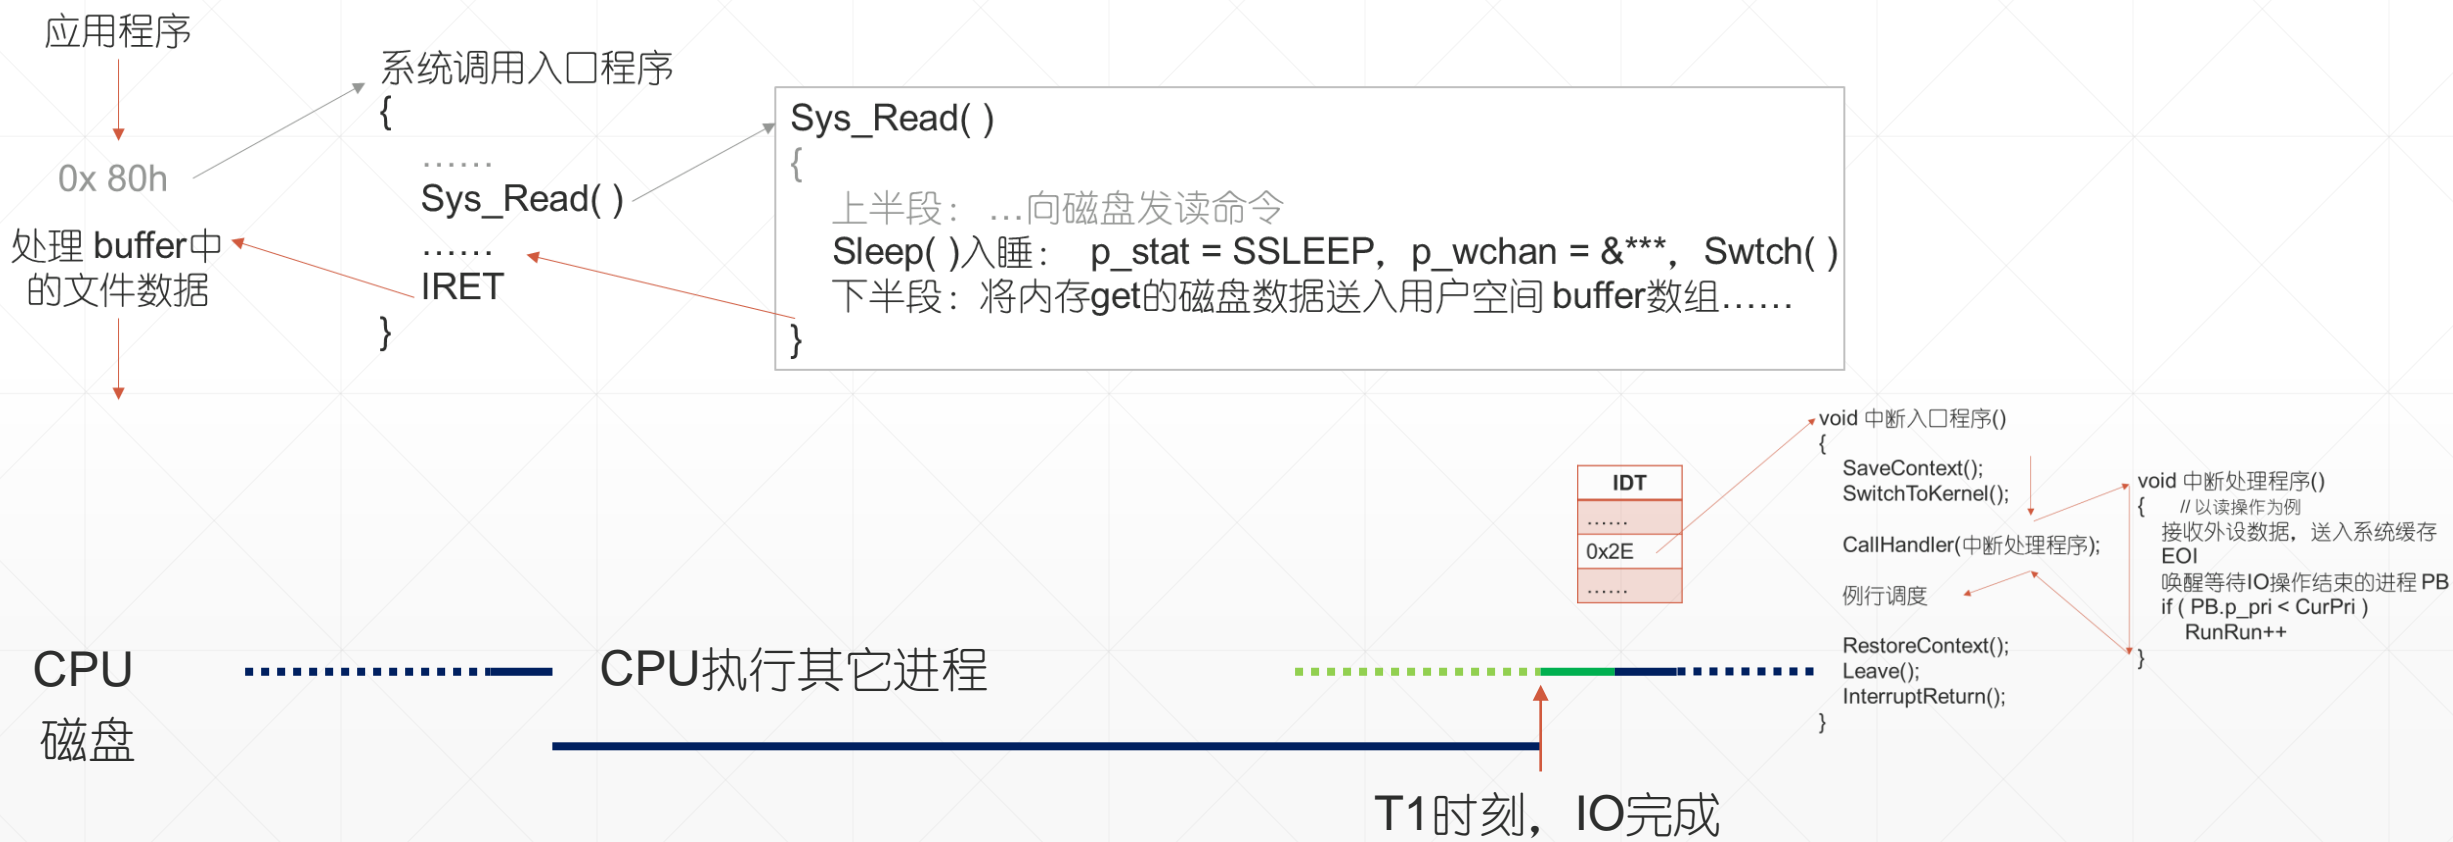 应用程序
0x 80h
处理 buffer中
的文件数据
系统调用入口程序
{
……
Sys_Read( )
……
IRET
}
Sys_Read( )
{
上半段： …向磁盘发读命令
Sleep( )入睡： p_stat = SSLEEP，p_wchan = &***，Swtch( )
下半段：将内存get的磁盘数据送入用户空间 buffer数组……
}
IDT
……
0x2E
……
void 中断入口程序()
{
SaveContext();
SwitchToKernel();
CallHandler(中断处理程序);
例行调度
RestoreContext();
Leave();
InterruptReturn();
}
void 中断处理程序()
{ // 以读操作为例
接收外设数据，送入系统缓存
EOI
唤醒等待IO操作结束的进程 PB
if ( PB.p_pri < CurPri )
RunRun++
}
CPU
CPU执行其它进程
磁盘
T1时刻，IO完成